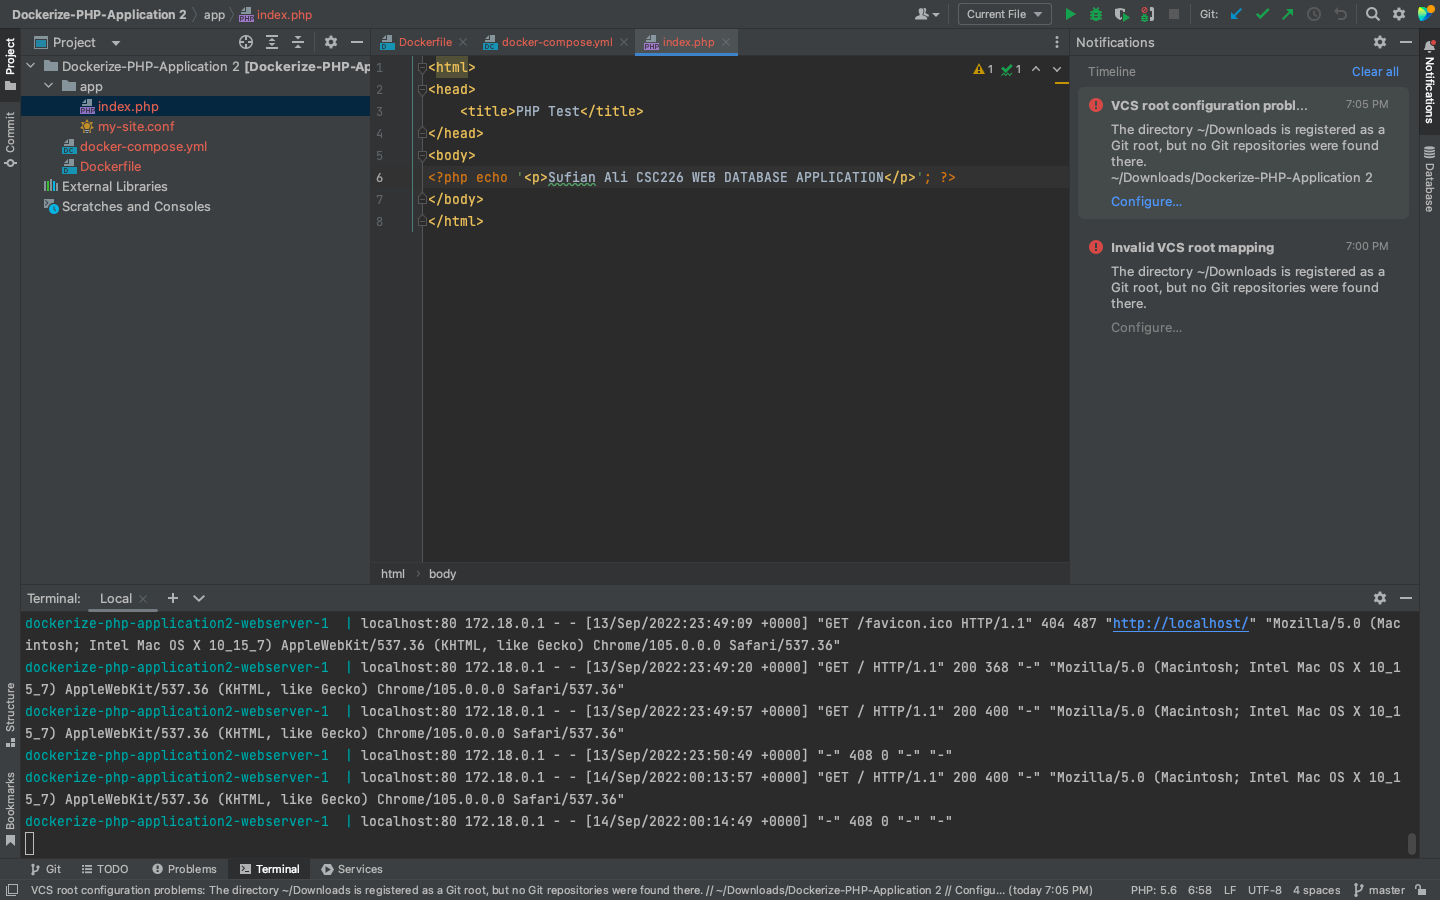 Dockerize-PHP-Application 2 app index.php
Current File Git:
Project
Dockerfile docker-compose.yml index.php
Notifications
Dockerize-PHP-Application 2 [Dockerize-PHP-Ap
app
index.php
my-site.conf
docker-compose.yml
Dockerfile
External Libraries
Scratches and Consoles
1 <html>
2 <head>
3 <title>PHP Test</title>
4 </head>
5 <body>
6 <?php echo '<p>Sufian Ali CSC226 WEB DATABASE APPLICATION</p>'; ?>
7 </body>
8 </html>
1 1
html body
Timeline Clear all
VCS root configuration probl... 7:05 PM
The directory ~/Downloads is registered as a
Git root, but no Git repositories were found
there.
~/Downloads/Dockerize-PHP-Application 2
Configure...
Invalid VCS root mapping 7:00 PM
The directory ~/Downloads is registered as a
Git root, but no Git repositories were found
there.
Configure...
Project
Commit
Structure
Bookmarks
Notifications
Database
Terminal: Local
dockerize-php-application2-webserver-1 | localhost:80 172.18.0.1 - - [13/Sep/2022:23:49:09 +0000] "GET /favicon.ico HTTP/1.1" 404 487 "http://localhost/" "Mozilla/5.0 (Mac
intosh; Intel Mac OS X 10_15_7) AppleWebKit/537.36 (KHTML, like Gecko) Chrome/105.0.0.0 Safari/537.36"
dockerize-php-application2-webserver-1 | localhost:80 172.18.0.1 - - [13/Sep/2022:23:49:20 +0000] "GET / HTTP/1.1" 200 368 "-" "Mozilla/5.0 (Macintosh; Intel Mac OS X 10_1
5_7) AppleWebKit/537.36 (KHTML, like Gecko) Chrome/105.0.0.0 Safari/537.36"
dockerize-php-application2-webserver-1 | localhost:80 172.18.0.1 - - [13/Sep/2022:23:49:57 +0000] "GET / HTTP/1.1" 200 400 "-" "Mozilla/5.0 (Macintosh; Intel Mac OS X 10_1
5_7) AppleWebKit/537.36 (KHTML, like Gecko) Chrome/105.0.0.0 Safari/537.36"
dockerize-php-application2-webserver-1 | localhost:80 172.18.0.1 - - [13/Sep/2022:23:50:49 +0000] "-" 408 0 "-" "-"
dockerize-php-application2-webserver-1 | localhost:80 172.18.0.1 - - [14/Sep/2022:00:13:57 +0000] "GET / HTTP/1.1" 200 400 "-" "Mozilla/5.0 (Macintosh; Intel Mac OS X 10_1
5_7) AppleWebKit/537.36 (KHTML, like Gecko) Chrome/105.0.0.0 Safari/537.36"
dockerize-php-application2-webserver-1 | localhost:80 172.18.0.1 - - [14/Sep/2022:00:14:49 +0000] "-" 408 0 "-" "-"
Git TODO Problems Terminal Services
VCS root configuration problems: The directory ~/Downloads is registered as a Git root, but no Git repositories were found there. // ~/Downloads/Dockerize-PHP-Application 2 // Configu... (today 7:05 PM) PHP: 5.6 6:58 LF UTF-8 4 spaces master